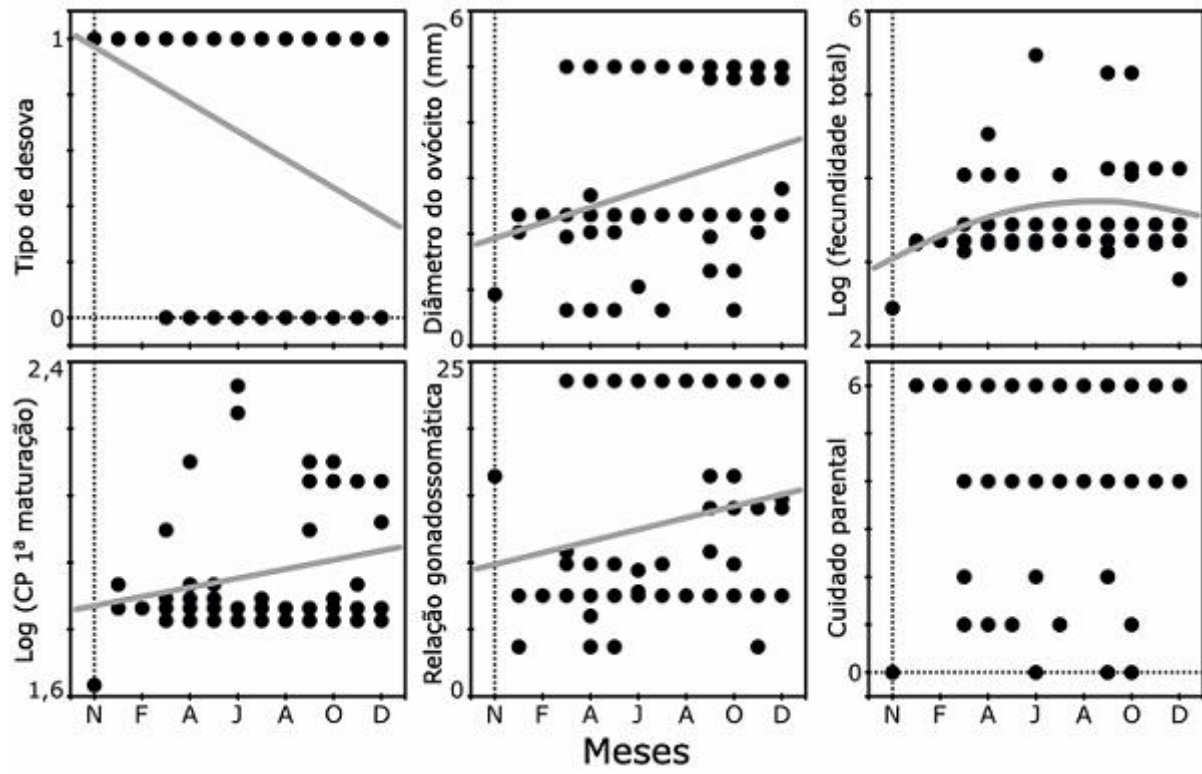 Tipo de desova
1
0
Diâmetro do ovócito (mm)
6
0
Log (fecundidade total)
6
2
Log (CP 1ª maturação)
2,4
1,6
N F A J A O D
Relação gonadossomática
25
0
N F A J A O D
Cuidado parental
6
0
N F A J A O D
Meses